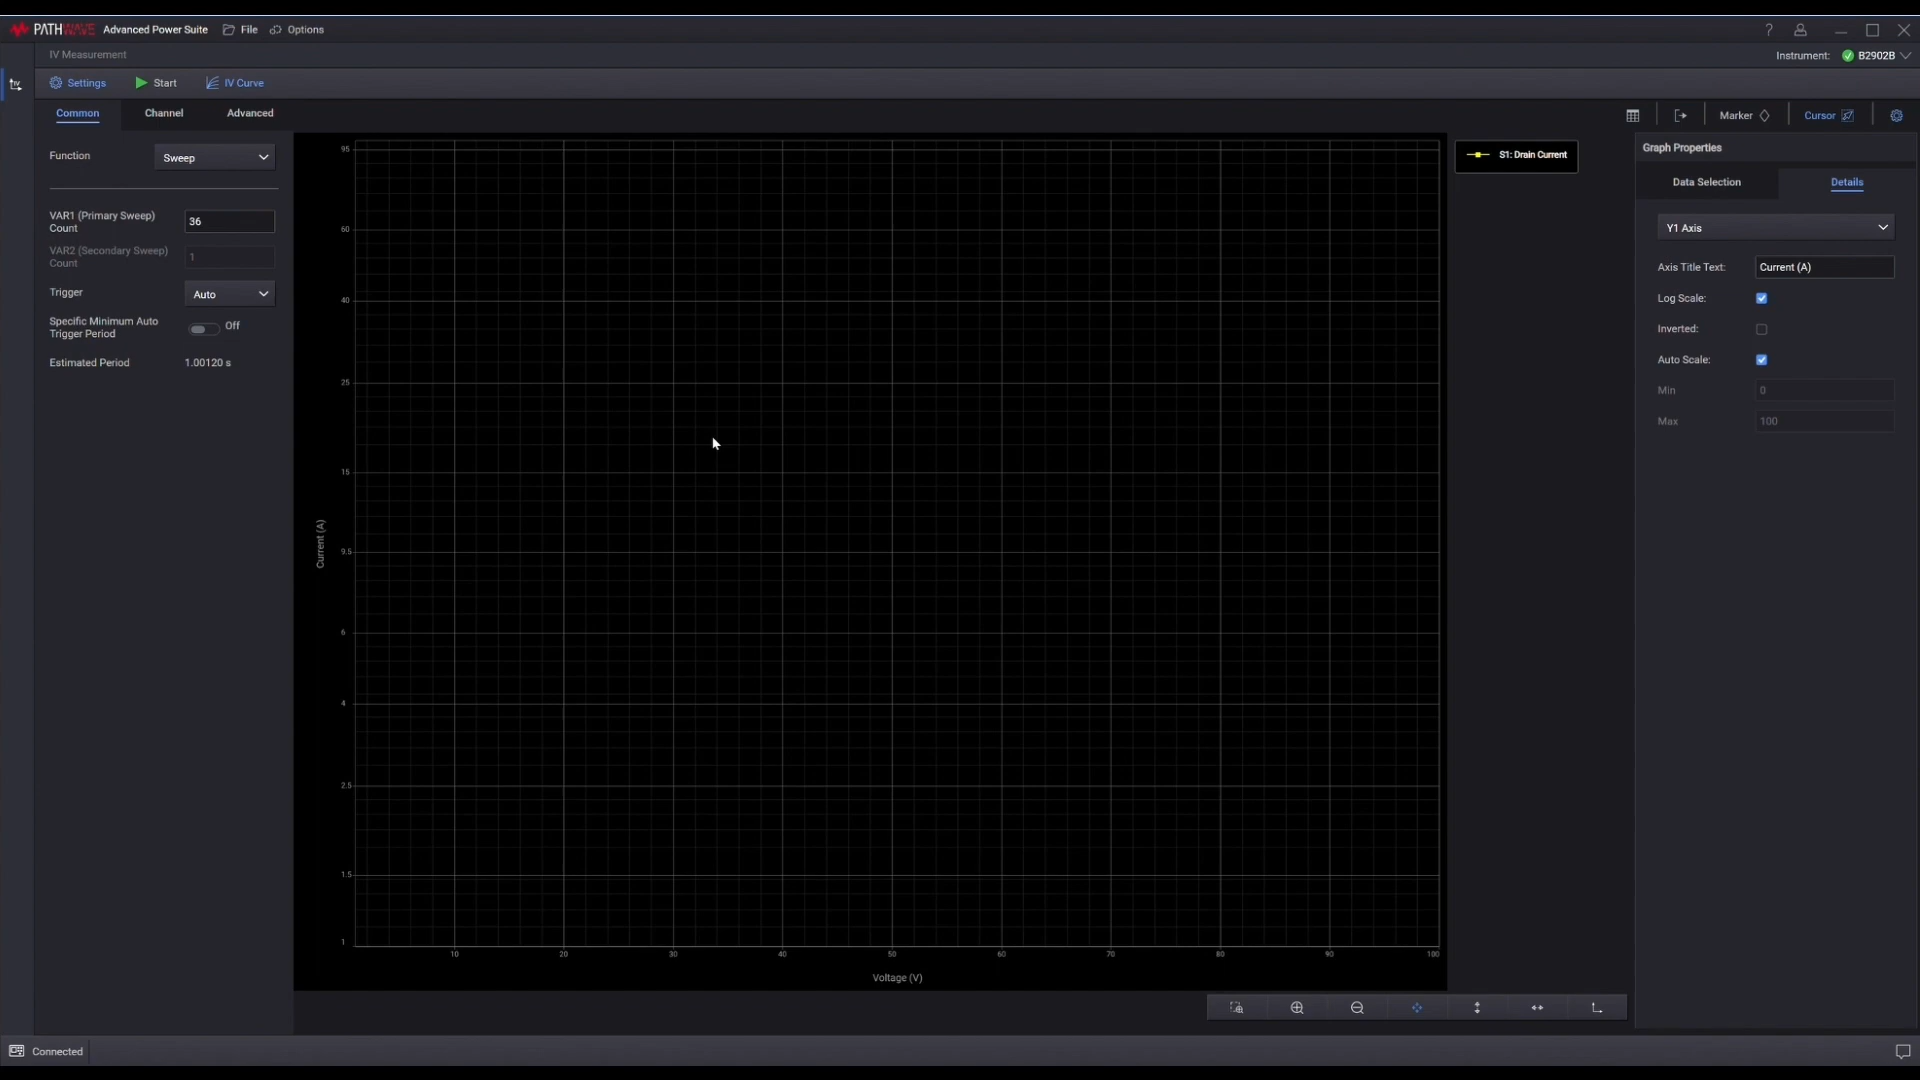 PATHWAVE Advanced Power Suite File Options
IV Measurement
Instrument: B2902B
Settings Start IV Curve
Common Channel Advanced
Marker Cursor
Function Sweep
VAR1 (Primary Sweep)
Count
36
VAR2 (Secondary Sweep)
Count
1
Trigger Auto
Specific Minimum Auto
Trigger Period
Off
Estimated Period 1.00120 s
95
60
40
25
15
9.5
6
4
2.5
1.5
1
Current (A)
10 20 30 40 50 60 70 80 90 100
Voltage (V)
S1: Drain Current
Graph Properties
Data Selection Details
Y1 Axis
Axis Title Text: Current (A)
Log Scale:
Inverted:
Auto Scale:
Min 0
Max 100
Connected